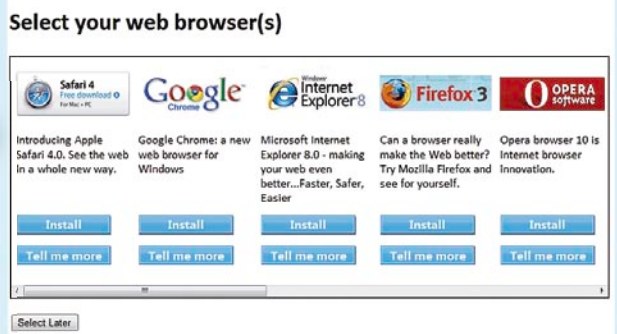 Select your web browser(s)
Safari 4
Free download
For Mac + PC
Google
Chrome
Windows
Internet
Explorer 8
Firefox 3
OPERA
software
Introducing Apple
Safari 4.0. See the web
in a whole new way.
Google Chrome: a new
web browser for
Windows
Microsoft Internet
Explorer 8.0 - making
your web even
better...Faster, Safer,
Easier
Can a browser really
make the Web better?
Try Mozilla Firefox and
see for yourself.
Opera browser 10 is
Internet browser
innovation.
Install Install Install Install Install
Tell me more Tell me more Tell me more Tell me more Tell me more
Select Later